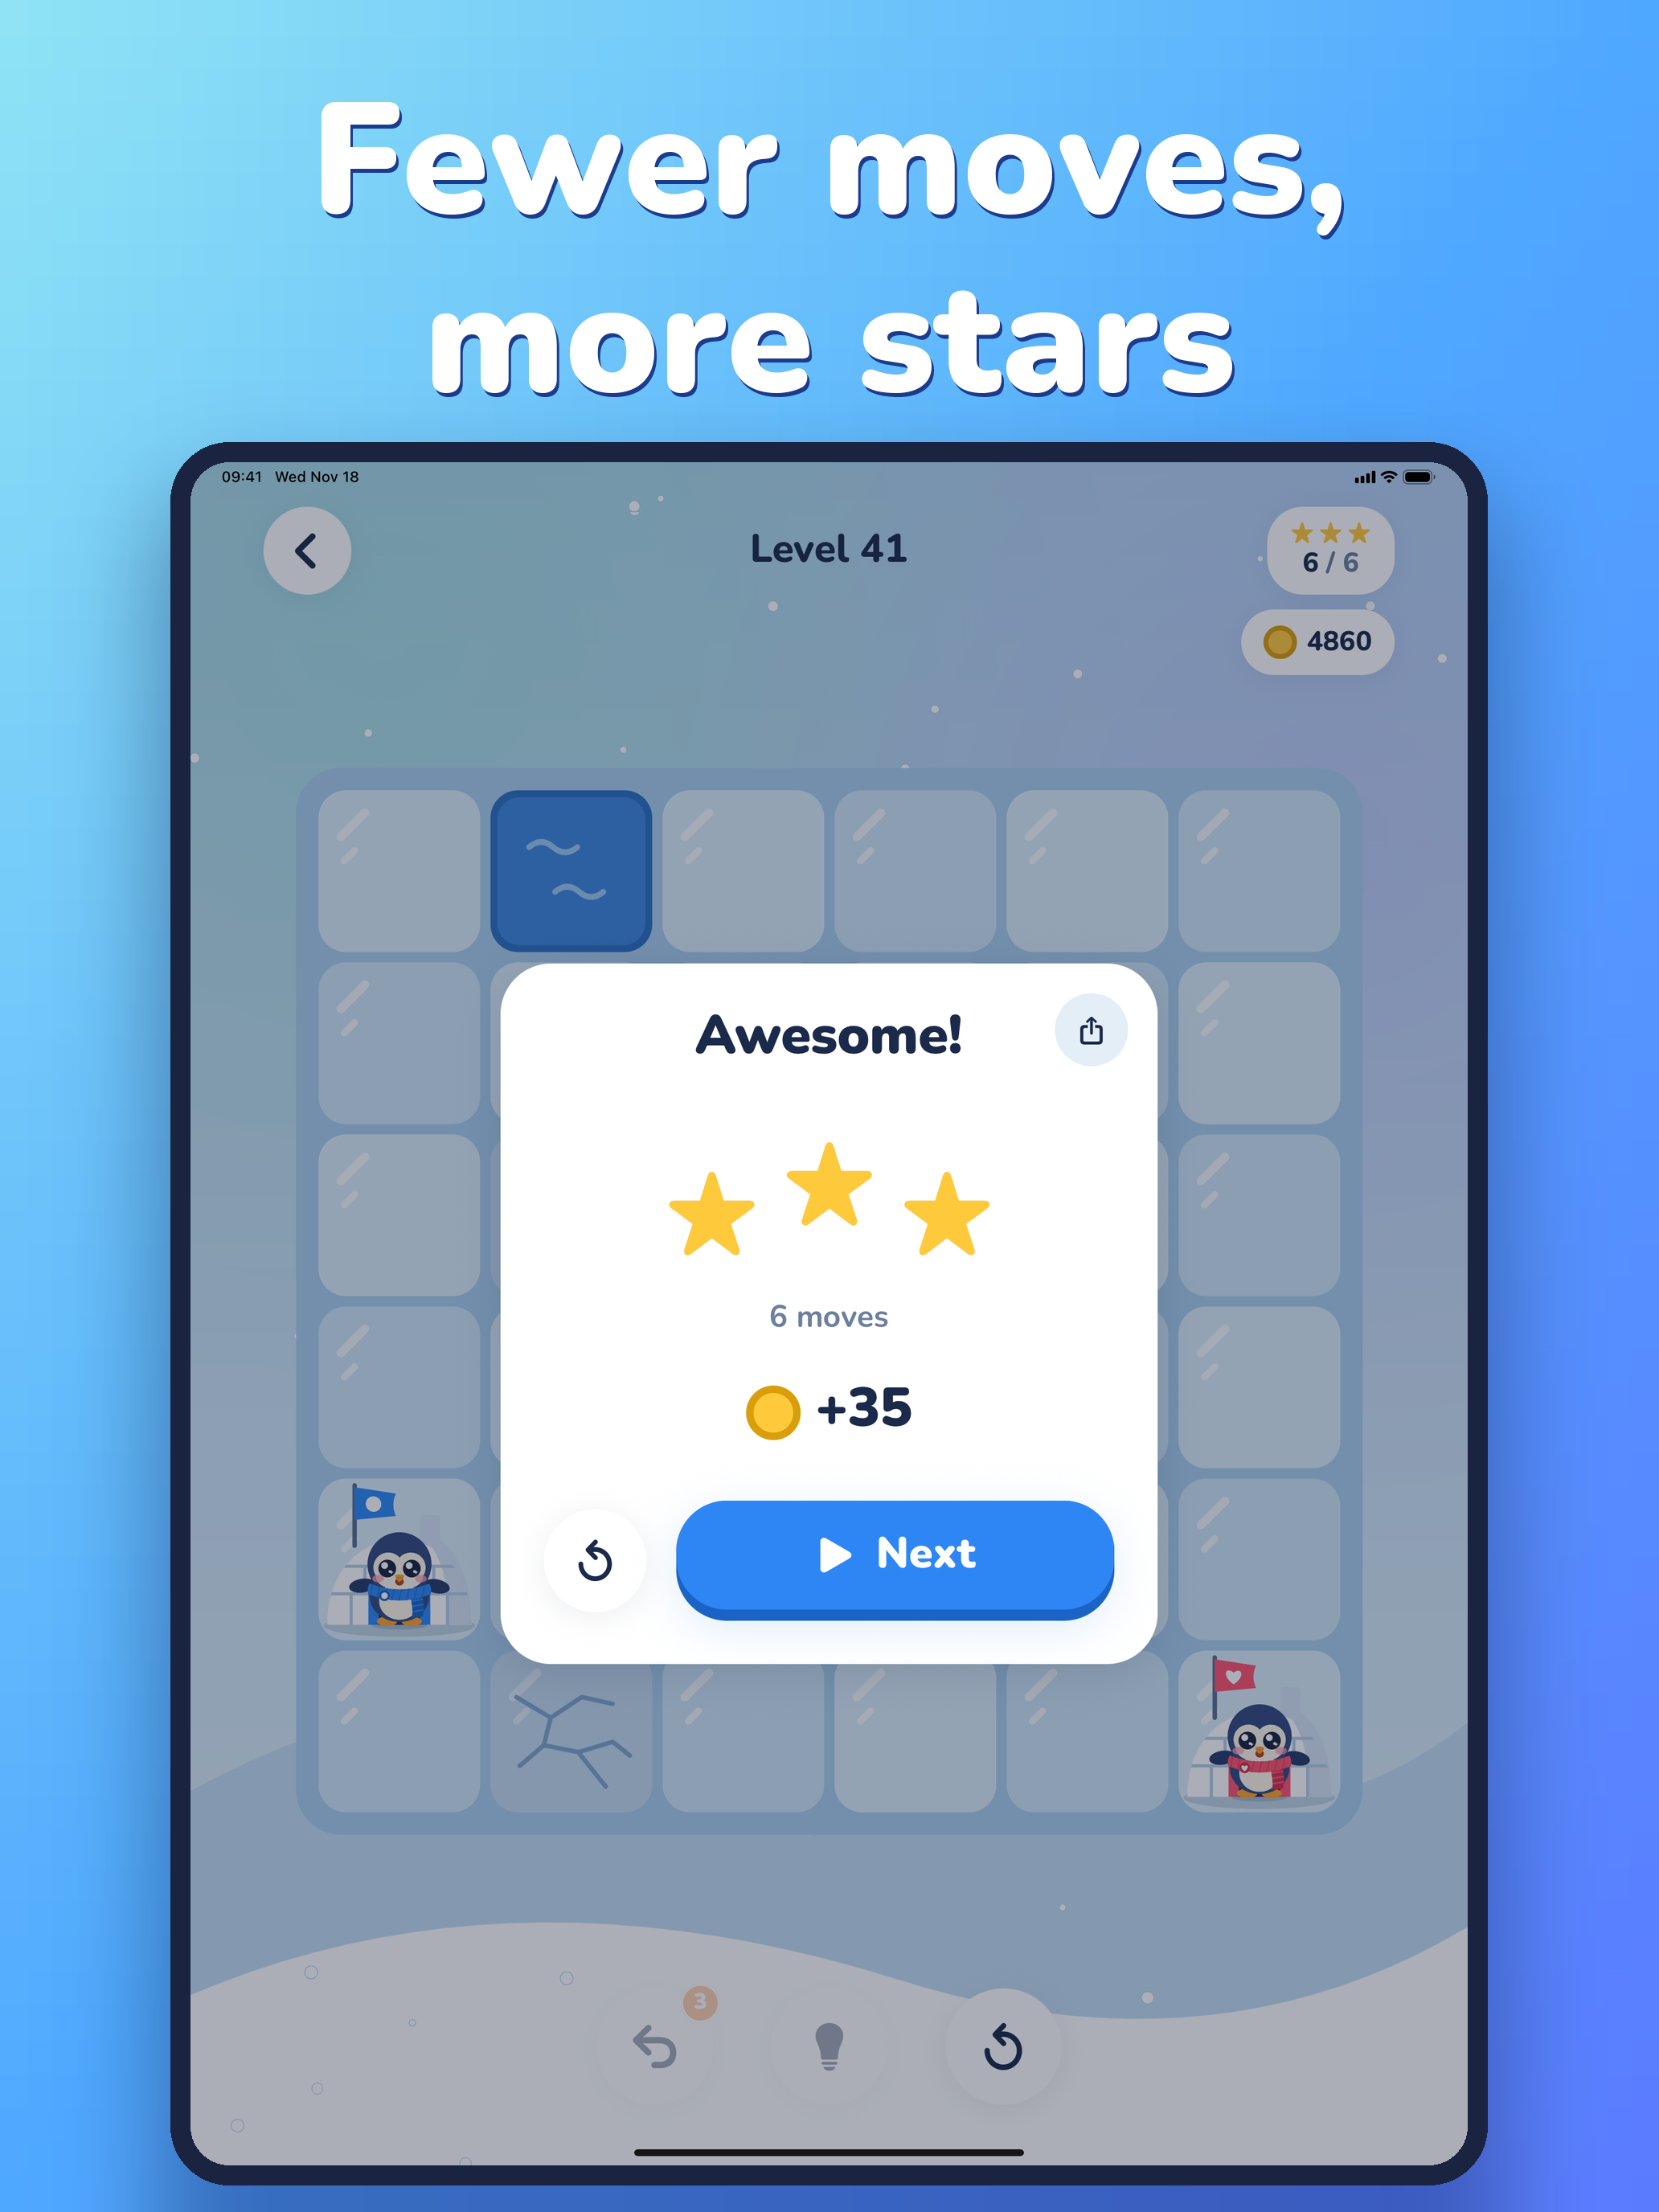 Fewer moves,
more stars
09:41 Wed Nov 18
Level 41
6 / 6
4860
Awesome!
6 moves
+35
Next
3